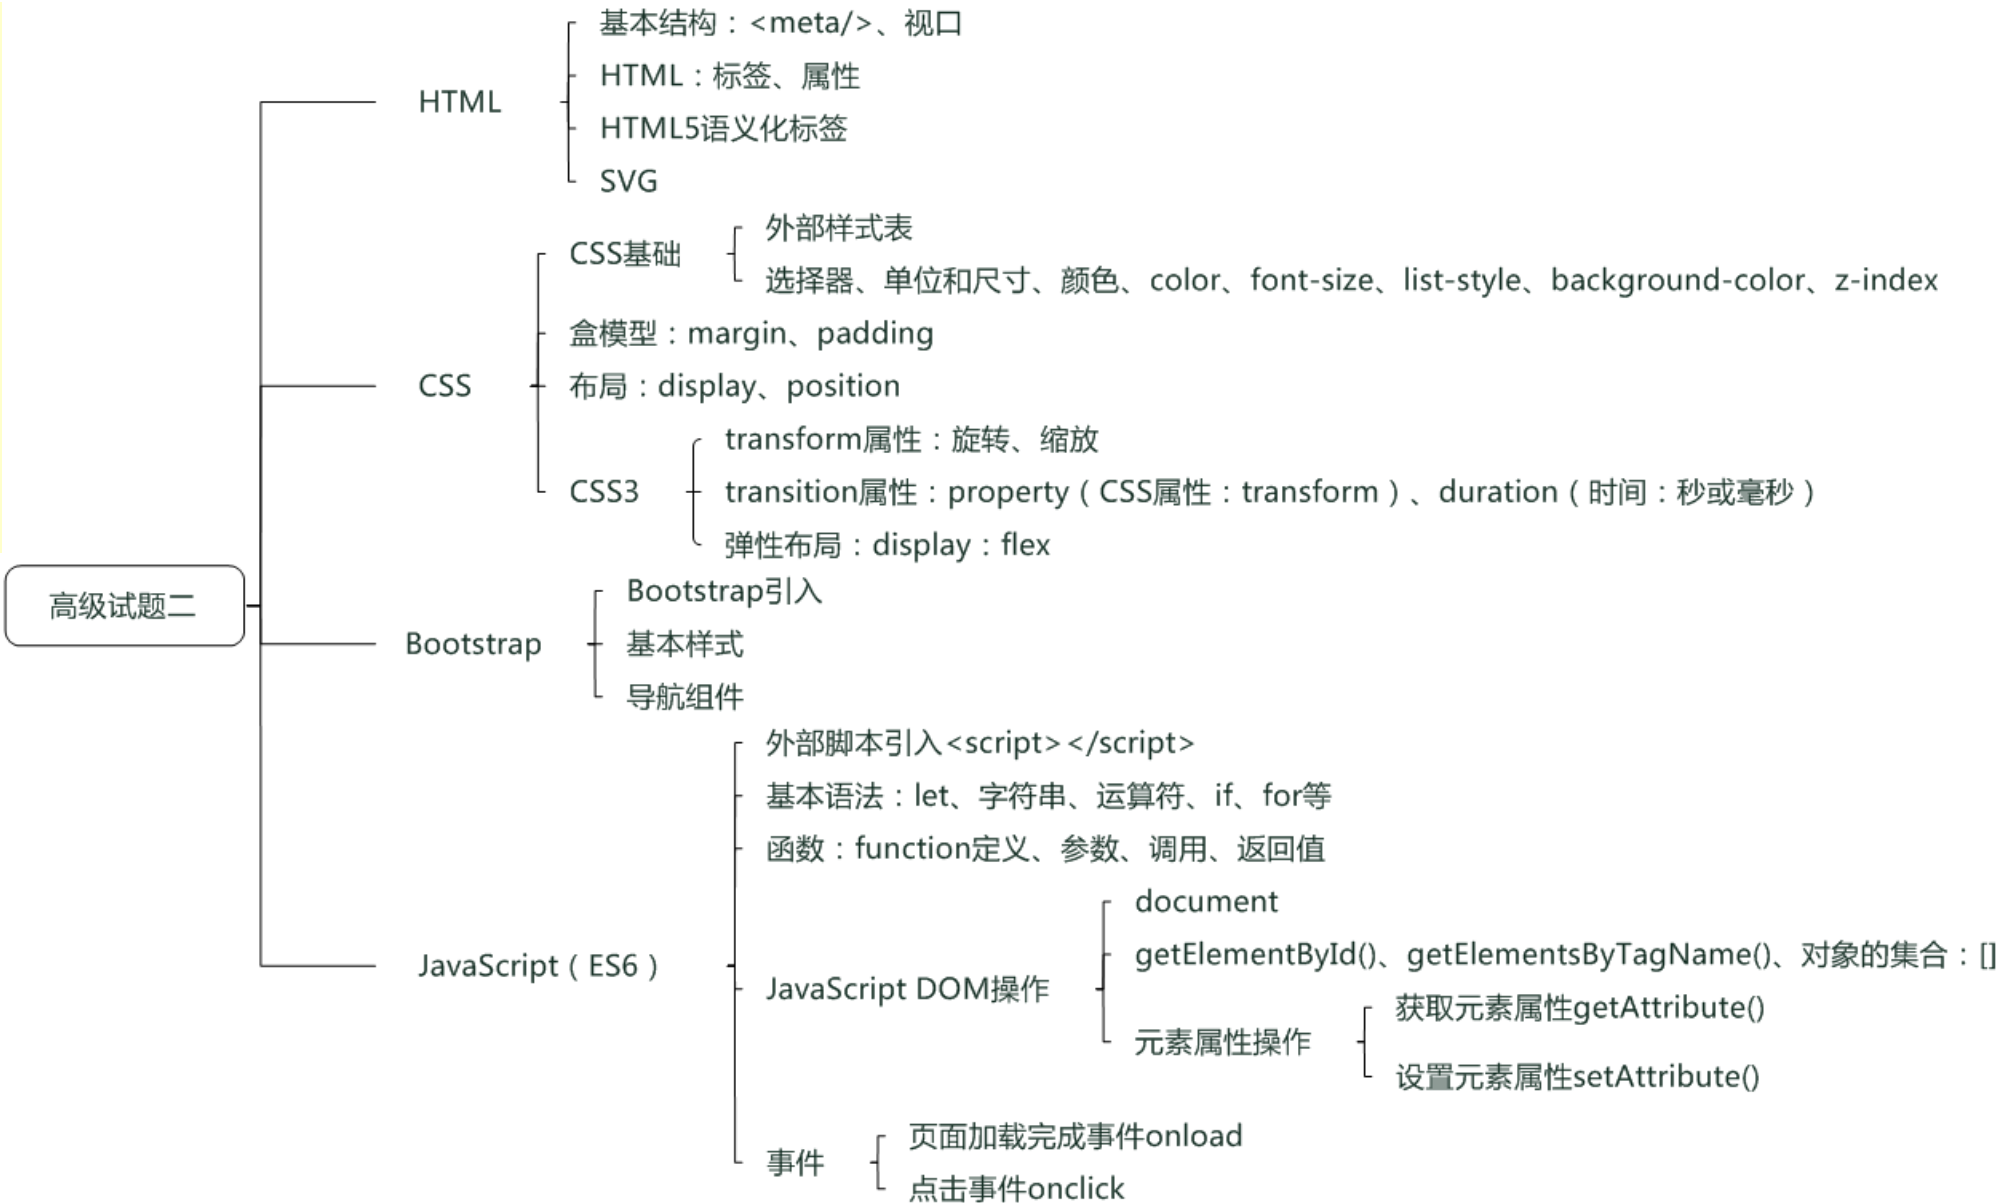 基本结构：<meta/>、视口
HTML：标签、属性
HTML
HTML5语义化标签
SVG
外部样式表
CSS基础
选择器、单位和尺寸、颜色、color、font-size、list-style、background-color、z-index
盒模型：margin、padding
CSS
布局：display、position
transform属性：旋转、缩放
CSS3
transition属性：property（CSS属性：transform）、duration（时间：秒或毫秒）
弹性布局：display：flex
高级试题二
Bootstrap引入
Bootstrap
基本样式
导航组件
外部脚本引入<script></script>
基本语法：let、字符串、运算符、if、for等
函数：function定义、参数、调用、返回值
JavaScript（ES6）
document
JavaScript DOM操作
getElementById()、getElementsByTagName()、对象的集合：[]
元素属性操作
获取元素属性getAttribute()
设置元素属性setAttribute()
事件
页面加载完成事件onload
点击事件onclick